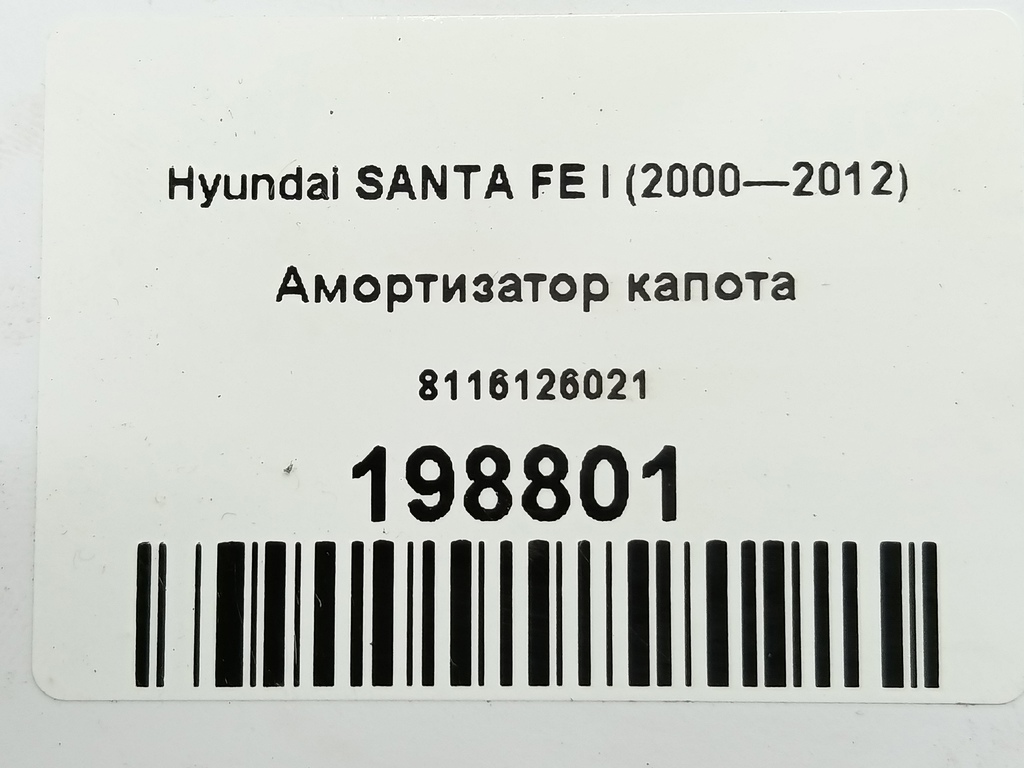 Hyundai SANTA FE I (2000—2012)
Амортизатор капота
8116126021
198801